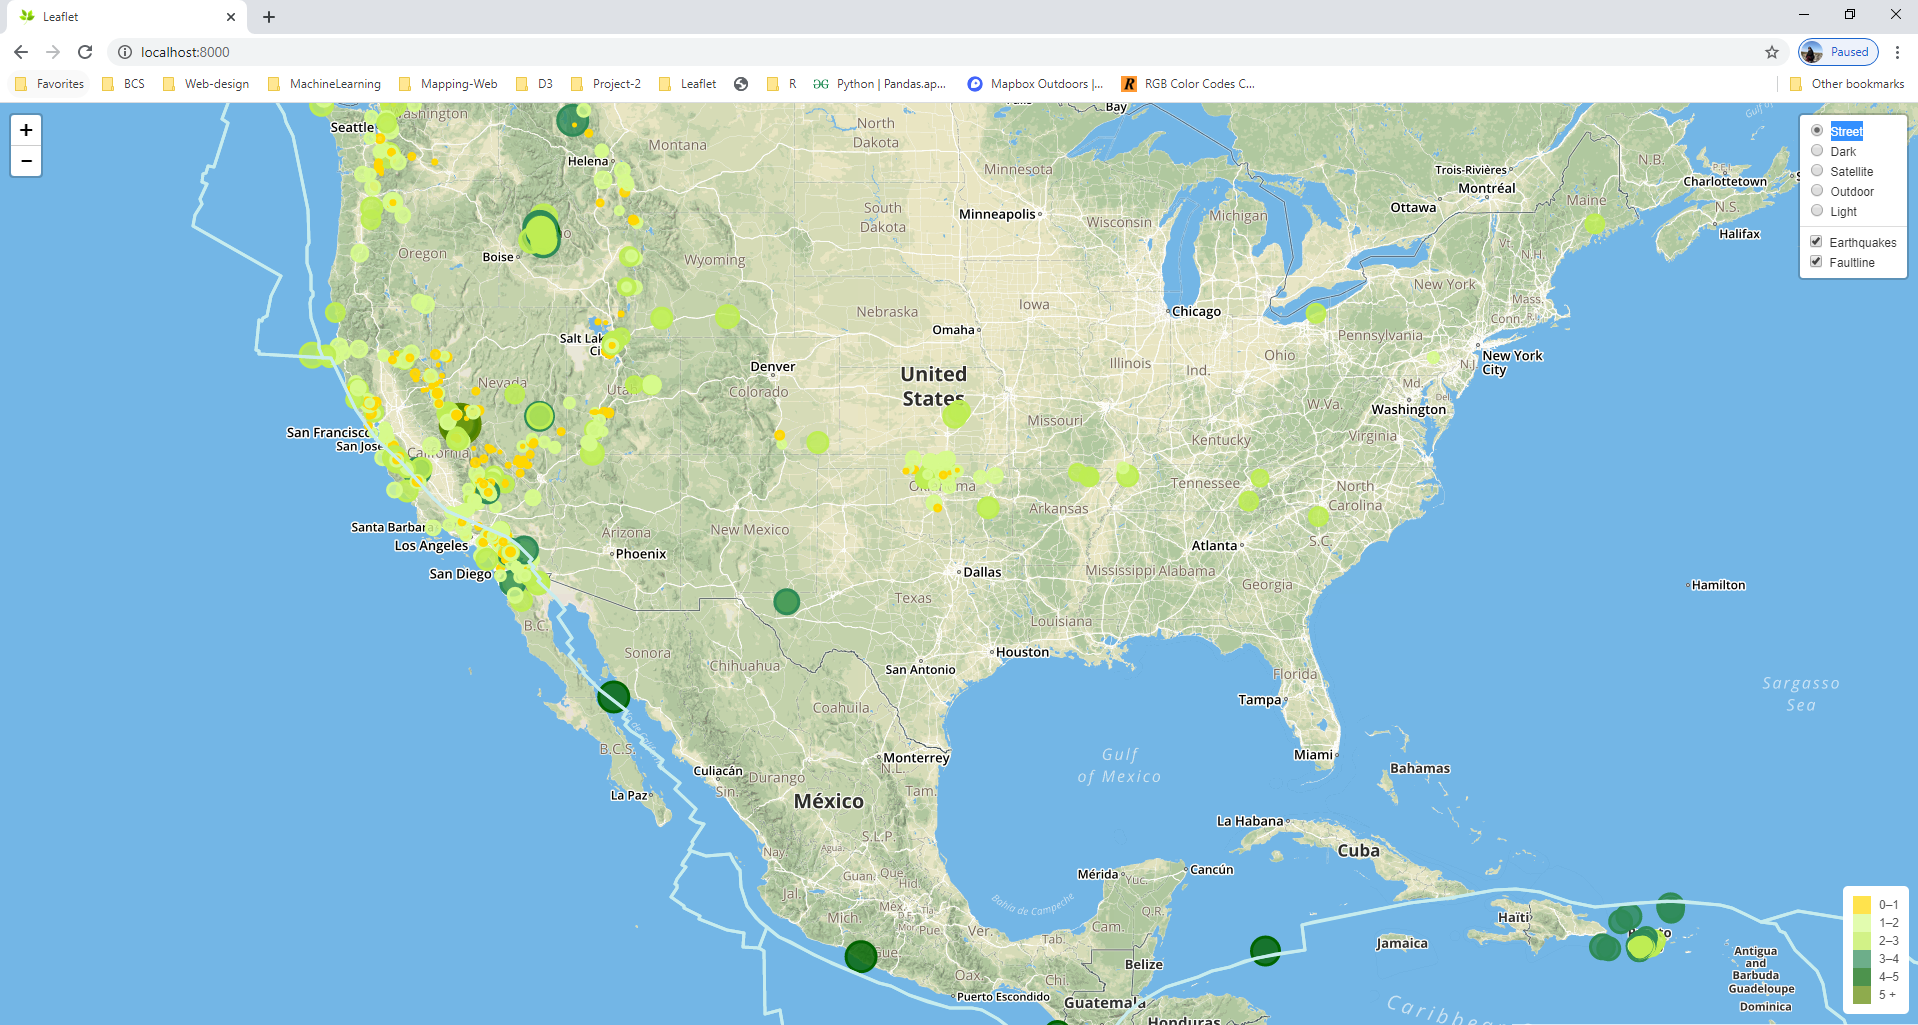 Leaflet
localhost:8000
Paused
Favorites
BCS
Web-design
MachineLearning
Mapping-Web
D3
Project-2
Leaflet
R
Python | Pandas.ap...
Mapbox Outdoors |...
RGB Color Codes C...
Other bookmarks
+
−
Street
Dark
Satellite
Outdoor
Light
Earthquakes
Faultline
Bay
Seattle
ashington
Helena
Montana
North
Dakota
Minnesota
South
Dakota
Minneapolis
Wisconsin
Michigan
Ottawa
Montréal
Trois-Rivières
N.B.
Charlottetown
Maine
N.S.
Halifax
Vt.
N.H.
Oregon
Boise
Wyoming
Nebraska
Iowa
Omaha
Chicago
New York
Mass.
Conn.
R.I.
Pennsylvania
Salt Lak
Ci
Denver
Colorado
Nevada
Uta
United
States
Illinois
Ind.
Ohio
N.J.
New York
City
Md.
Del
Washington
W.Va.
Missouri
Kentucky
Virginia
San Francisco
San Jose
California
Oklahoma
Tennessee
North
Carolina
Arkansas
Santa Barbara
Los Angeles
Arizona
New Mexico
Phoenix
San Diego
Atlanta
S.C.
Dallas
Mississippi
Alabama
Georgia
Hamilton
Texas
Louisiana
B.C.
Sonora
Chihuahua
San Antonio
Houston
Florida
Tampa
Sargasso
Sea
Coahuila
B.C.S.
Gulf
of Mexico
Miami
Bahamas
Monterrey
N.L.
Culiacán
Sin.
Durango
La Paz
México
Tam.
La Habana
S.L.P.
Cuba
Nay.
Agua.
Guan.
Que.
Hid.
Mérida
Yuc.
Cancún
Jal.
Mich.
Mex.
D.F.
Tla.
Mor.
Pue.
Ver.
Bahía de Campeche
Q.R.
Cam.
Tab.
Gue.
Oax.
Chi.
Belize
Puerto Escondido
Guatemala
Honduras
Jamaica
Haïti
Antigua
and
Barbuda
Guadeloupe
Dominica
0–1
1–2
2–3
3–4
4–5
5 +